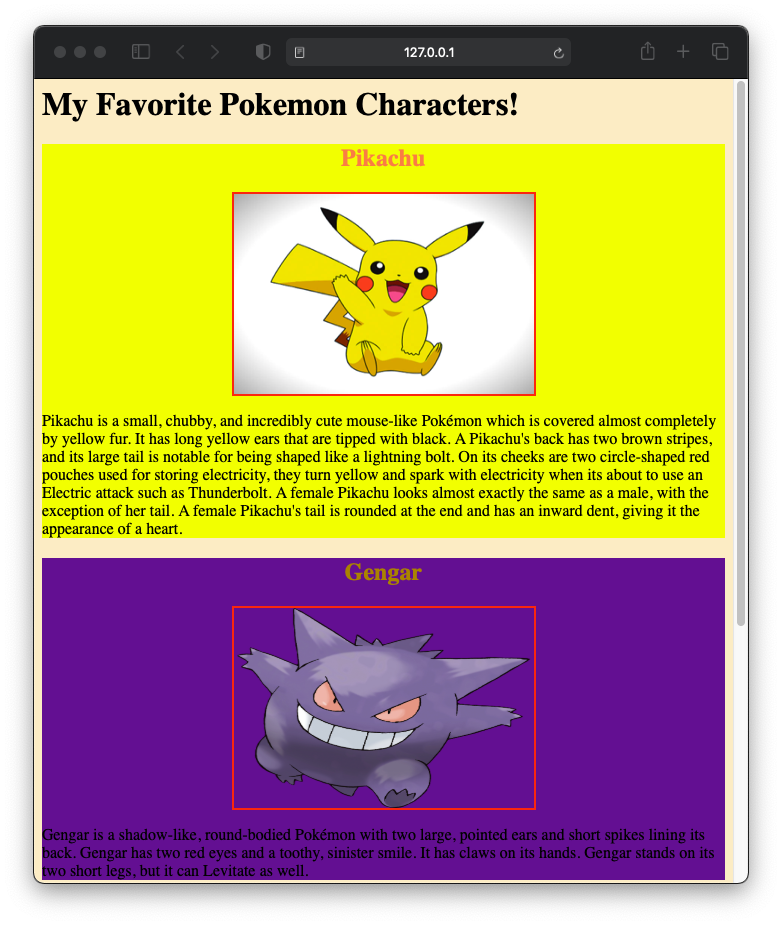 127.0.0.1
My Favorite Pokemon Characters!
Pikachu
Pikachu is a small, chubby, and incredibly cute mouse-like Pokémon which is covered almost completely
by yellow fur. It has long yellow ears that are tipped with black. A Pikachu's back has two brown stripes,
and its large tail is notable for being shaped like a lightning bolt. On its cheeks are two circle-shaped red
pouches used for storing electricity, they turn yellow and spark with electricity when its about to use an
Electric attack such as Thunderbolt. A female Pikachu looks almost exactly the same as a male, with the
exception of her tail. A female Pikachu's tail is rounded at the end and has an inward dent, giving it the
appearance of a heart.
Gengar
Gengar is a shadow-like, round-bodied Pokémon with two large, pointed ears and short spikes lining its
back. Gengar has two red eyes and a toothy, sinister smile. It has claws on its hands. Gengar stands on its
two short legs, but it can Levitate as well.